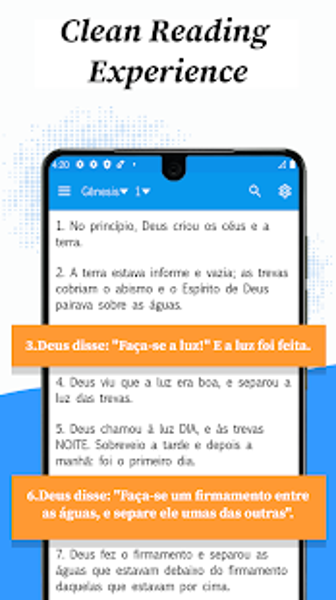 Clean Reading
Experience
4:20
Gênesis 1
1. No princípio, Deus criou os céus e a
terra.
2. A terra estava informe e vazia; as trevas
cobriam o abismo e o Espírito de Deus
pairava sobre as águas.
3.Deus disse: "Faça-se a luz!" E a luz foi feita.
4. Deus viu que a luz era boa, e separou a
luz das trevas.
5. Deus chamou à luz DIA, e às trevas
NOITE. Sobreveio a tarde e depois a
manhã: foi o primeiro dia.
6.Deus disse: "Faça-se um firmamento entre
as águas, e separe ele umas das outras".
7. Deus fez o firmamento e separou as
águas que estavam debaixo do firmamento
daquelas que estavam por cima.